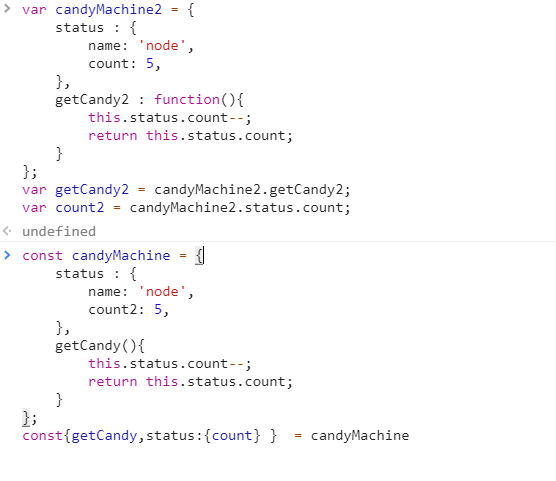 var candyMachine2 = {
    status : {
        name: 'node',
        count: 5,
    },
    getCandy2 : function(){
        this.status.count--;
        return this.status.count;
    }
};
var getCandy2 = candyMachine2.getCandy2;
var count2 = candyMachine2.status.count;
undefined
const candyMachine = {
    status : {
        name: 'node',
        count2: 5,
    },
    getCandy(){
        this.status.count--;
        return this.status.count;
    }
};
const{getCandy,status:{count} }  = candyMachine